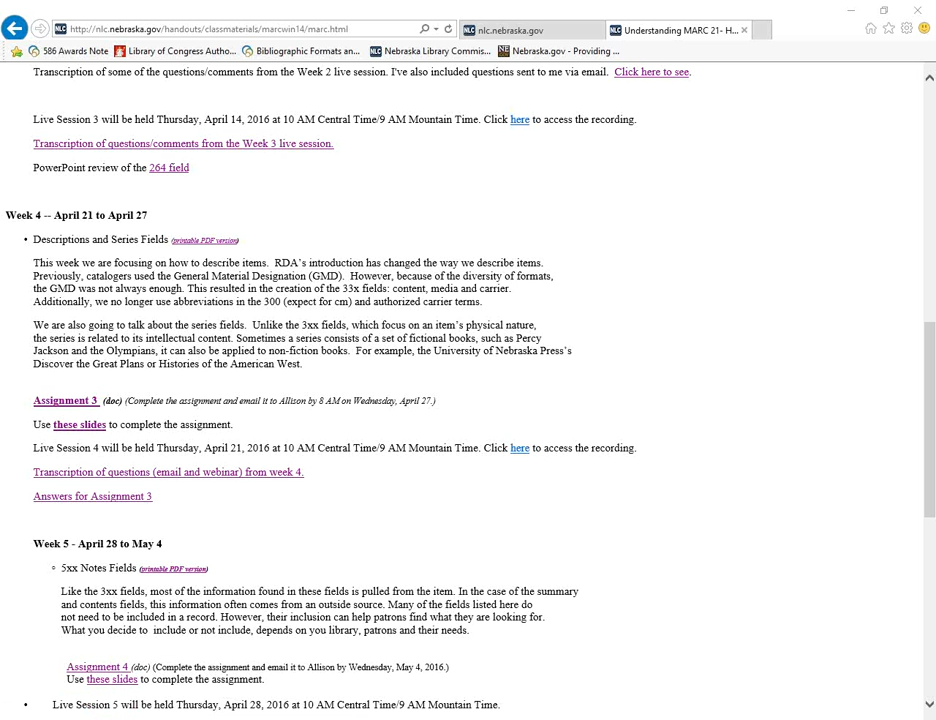 http://nlc.nebraska.gov/handouts/classmaterials/marcwin14/marc.html
NLC nlc.nebraska.gov
NLC Understanding MARC 21- H...
586 Awards Note
Library of Congress Autho...
Bibliographic Formats an...
NLC Nebraska Library Commis...
NE Nebraska.gov - Providing ...
Transcription of some of the questions/comments from the Week 2 live session. I've also included questions sent to me via email. Click here to see.
Live Session 3 will be held Thursday, April 14, 2016 at 10 AM Central Time/9 AM Mountain Time. Click here to access the recording.
Transcription of questions/comments from the Week 3 live session.
PowerPoint review of the 264 field
Week 4 -- April 21 to April 27
• Descriptions and Series Fields (printable PDF version)
This week we are focusing on how to describe items. RDA's introduction has changed the way we describe items.
Previously, catalogers used the General Material Designation (GMD). However, because of the diversity of formats,
the GMD was not always enough. This resulted in the creation of the 33x fields: content, media and carrier.
Additionally, we no longer use abbreviations in the 300 (expect for cm) and authorized carrier terms.
We are also going to talk about the series fields. Unlike the 3xx fields, which focus on an item's physical nature,
the series is related to its intellectual content. Sometimes a series consists of a set of fictional books, such as Percy
Jackson and the Olympians, it can also be applied to non-fiction books. For example, the University of Nebraska Press's
Discover the Great Plans or Histories of the American West.
Assignment 3 (doc) (Complete the assignment and email it to Allison by 8 AM on Wednesday, April 27.)
Use these slides to complete the assignment.
Live Session 4 will be held Thursday, April 21, 2016 at 10 AM Central Time/9 AM Mountain Time. Click here to access the recording.
Transcription of questions (email and webinar) from week 4.
Answers for Assignment 3
Week 5 - April 28 to May 4
◦ 5xx Notes Fields (printable PDF version)
Like the 3xx fields, most of the information found in these fields is pulled from the item. In the case of the summary
and contents fields, this information often comes from an outside source. Many of the fields listed here do
not need to be included in a record. However, their inclusion can help patrons find what they are looking for.
What you decide to include or not include, depends on you library, patrons and their needs.
Assignment 4 (doc) (Complete the assignment and email it to Allison by Wednesday, May 4, 2016.)
Use these slides to complete the assignment.
• Live Session 5 will be held Thursday, April 28, 2016 at 10 AM Central Time/9 AM Mountain Time.